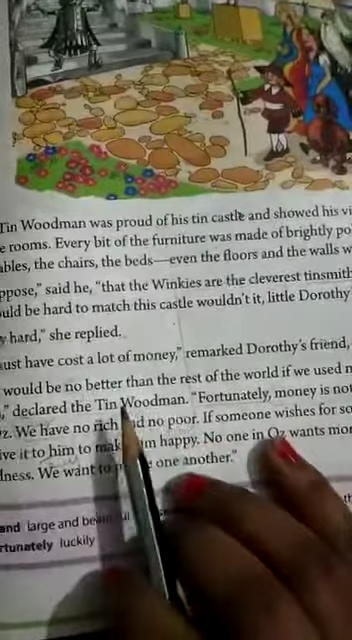 Tin Woodman was proud of his tin castle and showed his vi
e rooms. Every bit of the furniture was made of brightly po
bles, the chairs, the beds—even the floors and the walls w
ppose," said he, "that the Winkies are the cleverest tinsmith
uld be hard to match this castle wouldn't it, little Dorothy
y hard," she replied.
ust have cost a lot of money," remarked Dorothy's friend,
would be no better than the rest of the world if we used m
," declared the Tin Woodman. "Fortunately, money is not
z. We have no rich and no poor. If someone wishes for so
ive it to him to mak m happy. No one in Oz wants mor
dness. We want to one another."
and large and beau ul
rtunately luckily